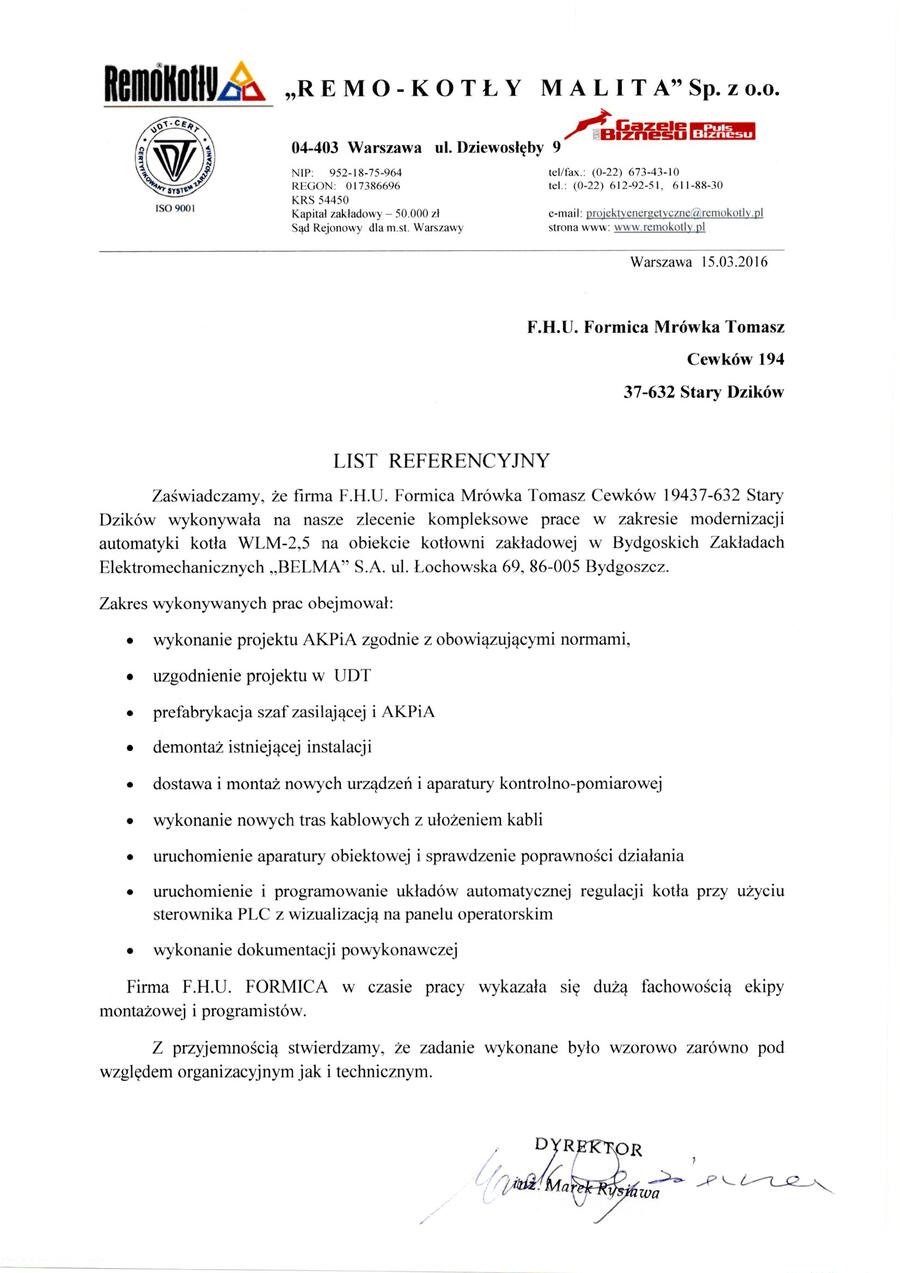 RemoKotły
„REMO-KOTŁY MALITA” Sp. z o.o.
UDT-CERT
CERTYFIKOWANY SYSTEM ZARZĄDZANIA
ISO 9001
Gazele Biznesu Puls Biznesu
04-403 Warszawa ul. Dziewosłęby 9
NIP: 952-18-75-964
REGON: 017386696
KRS 54450
Kapitał zakładowy – 50.000 zł
Sąd Rejonowy dla m.st. Warszawy
tel/fax.: (0-22) 673-43-10
tel.: (0-22) 612-92-51, 611-88-30
e-mail: projektyenergetyczne@remokotly.pl
strona www: www.remokotly.pl
Warszawa 15.03.2016
F.H.U. Formica Mrówka Tomasz
Cewków 194
37-632 Stary Dzików
LIST REFERENCYJNY
Zaświadczamy, że firma F.H.U. Formica Mrówka Tomasz Cewków 19437-632 Stary
Dzików wykonywała na nasze zlecenie kompleksowe prace w zakresie modernizacji
automatyki kotła WLM-2,5 na obiekcie kotłowni zakładowej w Bydgoskich Zakładach
Elektromechanicznych „BELMA” S.A. ul. Łochowska 69, 86-005 Bydgoszcz.
Zakres wykonywanych prac obejmował:
• wykonanie projektu AKPiA zgodnie z obowiązującymi normami,
• uzgodnienie projektu w UDT
• prefabrykacja szaf zasilającej i AKPiA
• demontaż istniejącej instalacji
• dostawa i montaż nowych urządzeń i aparatury kontrolno-pomiarowej
• wykonanie nowych tras kablowych z ułożeniem kabli
• uruchomienie aparatury obiektowej i sprawdzenie poprawności działania
• uruchomienie i programowanie układów automatycznej regulacji kotła przy użyciu
sterownika PLC z wizualizacją na panelu operatorskim
• wykonanie dokumentacji powykonawczej
Firma F.H.U. FORMICA w czasie pracy wykazała się dużą fachowością ekipy
montażowej i programistów.
Z przyjemnością stwierdzamy, że zadanie wykonane było wzorowo zarówno pod
względem organizacyjnym jak i technicznym.
DYREKTOR
inż. Marek Rysiawa